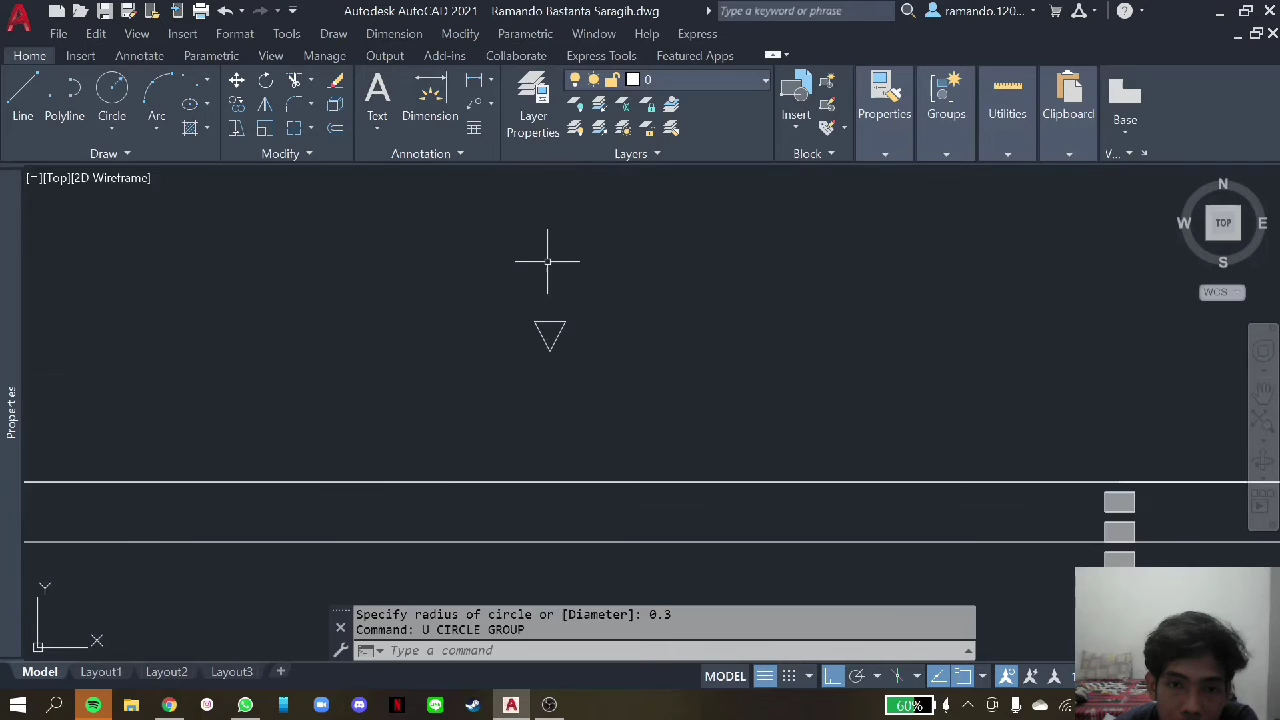 Autodesk AutoCAD 2021 Ramando Bastanta Saragih.dwg
Type a keyword or phrase
ramando.120...
File Edit View Insert Format Tools Draw Dimension Modify Parametric Window Help Express
Home Insert Annotate Parametric View Manage Output Add-ins Collaborate Express Tools Featured Apps
0
Line Polyline Circle Arc
Text Dimension
Layer
Properties
Insert
Properties Groups Utilities Clipboard Base
Draw Modify Annotation Layers Block V...
[−][Top][2D Wireframe]
N
W TOP E
S
WCS
Properties
Y
X
Specify radius of circle or [Diameter]: 0.3
Command: U CIRCLE GROUP
Type a command
Model Layout1 Layout2 Layout3 +
MODEL
60%